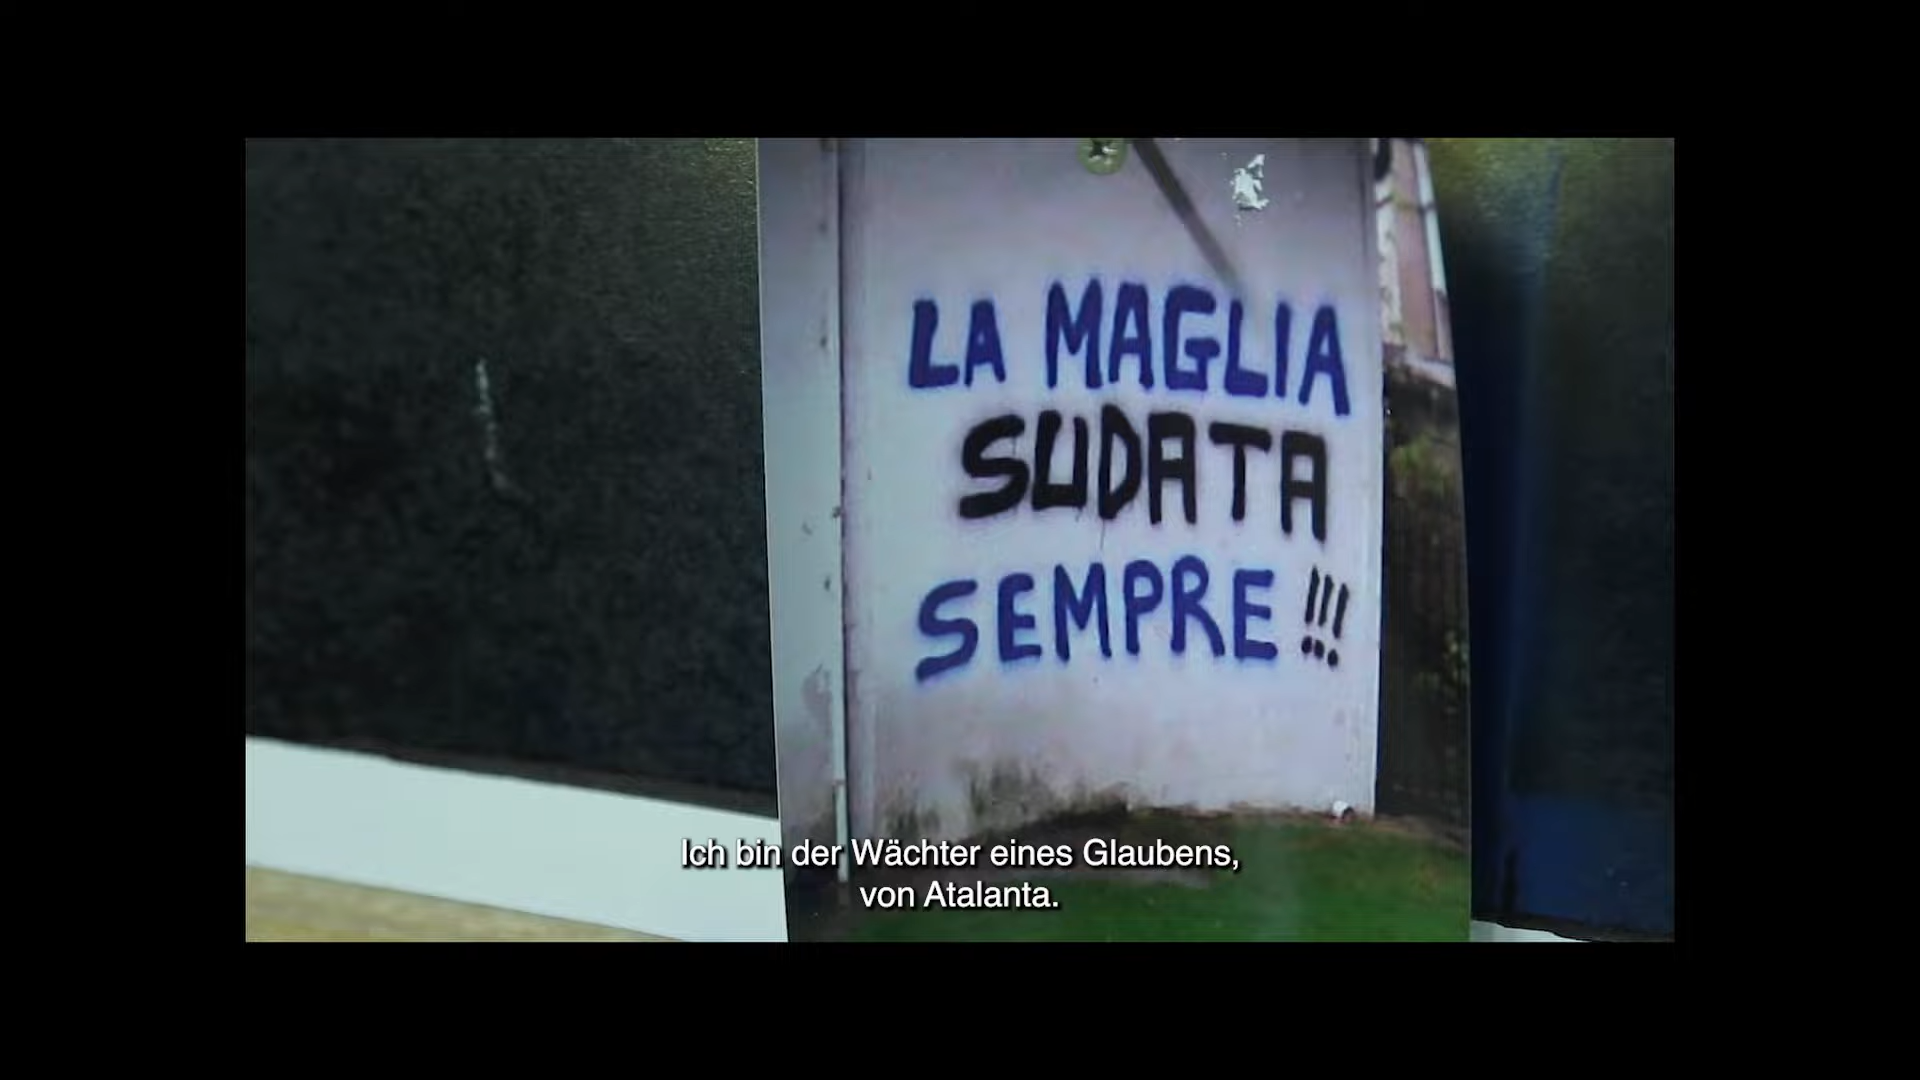 LA MAGLIA
SUDATA
SEMPRE !!!
Ich bin der Wächter eines Glaubens,
von Atalanta.